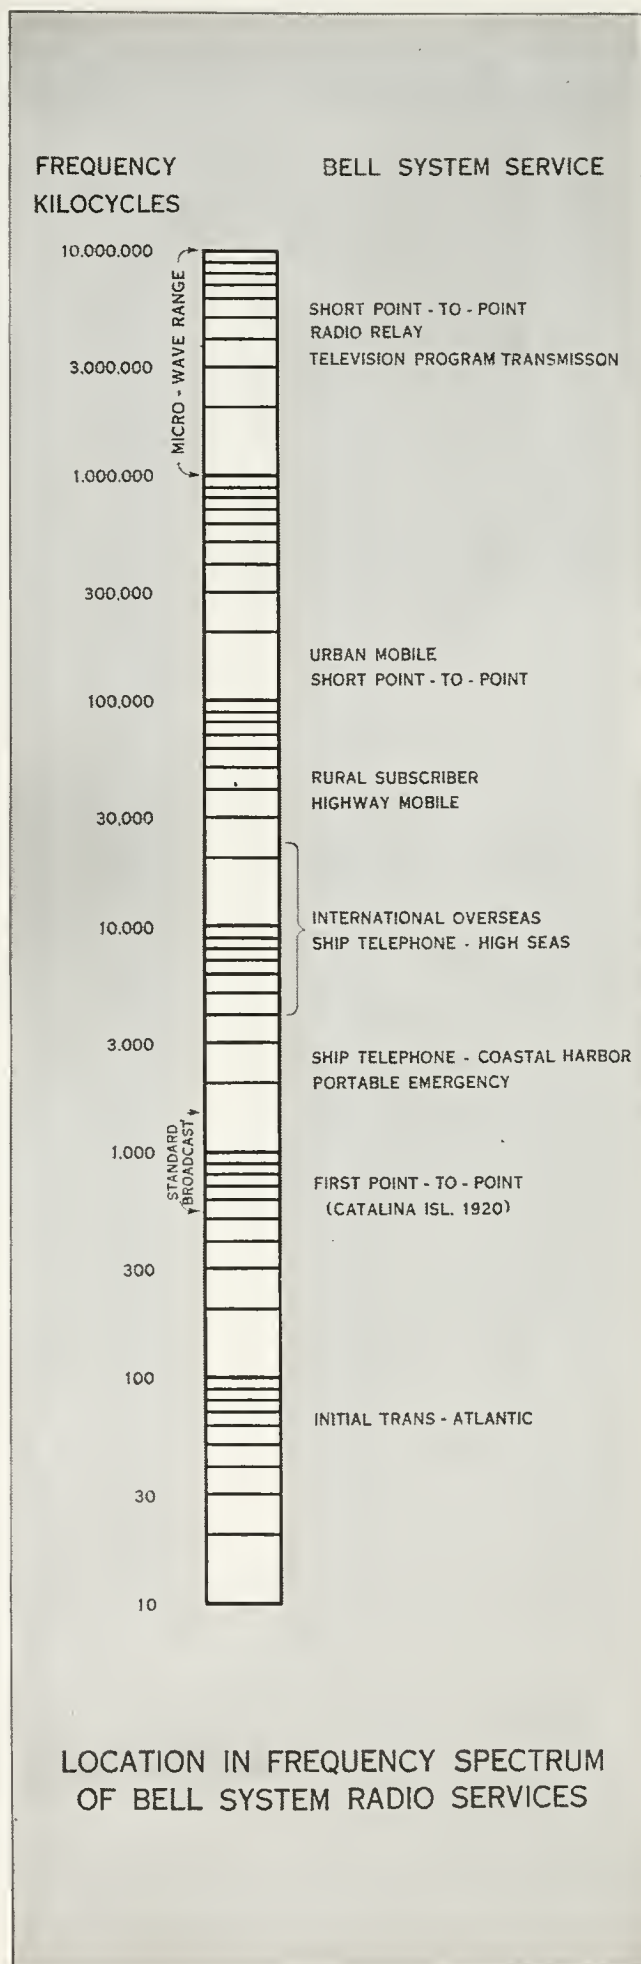 FREQUENCY
KILOCYCLES
BELL SYSTEM SERVICE
10.000.000
MICRO - WAVE RANGE
SHORT POINT - TO - POINT
RADIO RELAY
TELEVISION PROGRAM TRANSMISSON
3.000.000
1.000.000
300,000
URBAN MOBILE
SHORT POINT - TO - POINT
100,000
RURAL SUBSCRIBER
HIGHWAY MOBILE
30,000
10.000
INTERNATIONAL OVERSEAS
SHIP TELEPHONE - HIGH SEAS
3.000
SHIP TELEPHONE - COASTAL HARBOR
PORTABLE EMERGENCY
STANDARD
BROADCAST
1.000
FIRST POINT - TO - POINT
(CATALINA ISL. 1920)
300
100
INITIAL TRANS - ATLANTIC
30
10
LOCATION IN FREQUENCY SPECTRUM
OF BELL SYSTEM RADIO SERVICES